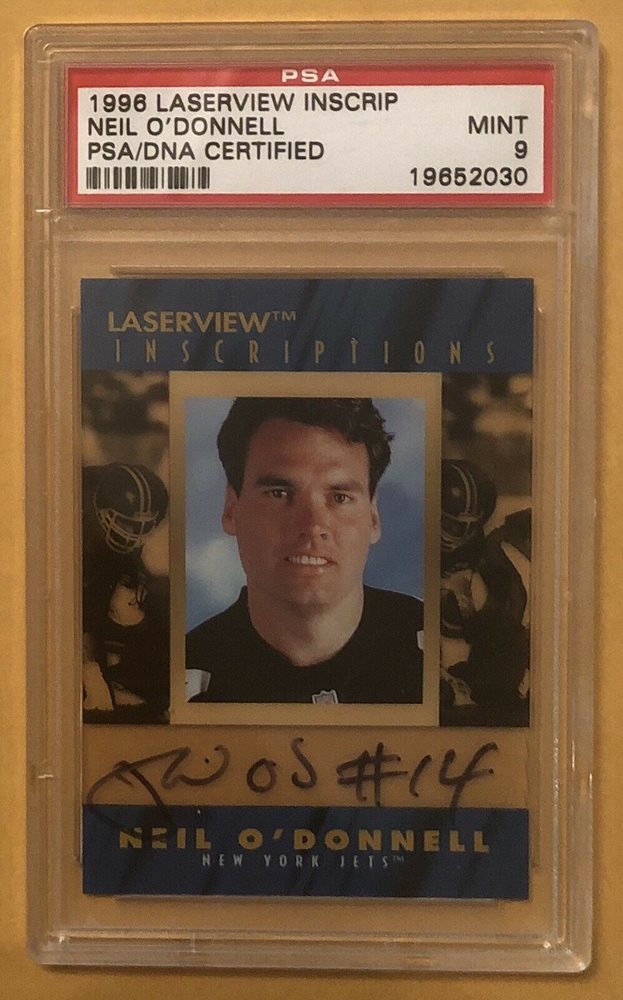 PSA
1996 LASERVIEW INSCRIP
NEIL O'DONNELL MINT
PSA/DNA CERTIFIED 9
19652030
LASERVIEW™
INSCRIPTIONS
#14
NEIL O'DONNELL
NEW YORK JETS™